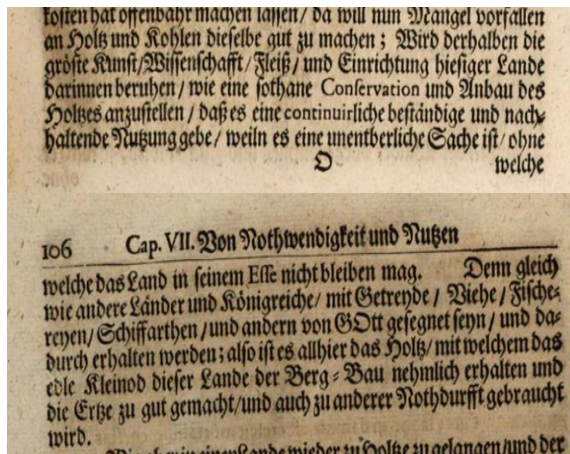 kosten hat offenbahr machen lassen / da will nun Mangel vorfallen
an Holtz und Kohlen dieselbe gut zu machen ; Wird derhalben die
gröste Kunst/Wissenschafft/Fleiß/ und Einrichtung hiesiger Lande
darinnen beruhen / wie eine sothane Conservation und Anbau des
Holtzes anzustellen / daß es eine continuirliche beständige und nach-
haltende Nutzung gebe / weiln es eine unentberliche Sache ist / ohne
O welche
106 Cap. VII. Von Nothwendigkeit und Nutzen
welche das Land in seinem Esse nicht bleiben mag. Denn gleich
wie andere Länder und Königreiche/ mit Getreyde / Viehe / Fische-
reyen/ Schiffarthen /und andern von GOtt gesegnet seyn / und da-
durch erhalten werden; also ist es allhier das Holtz/ mit welchem das
edle Kleinod dieser Lande der Berg-Bau nehmlich erhalten und
die Ertze zu gut gemacht/und auch zu anderer Nothdurfft gebraucht
wird.
in einen Lande wieder zu Holtze zu gelangen/und der